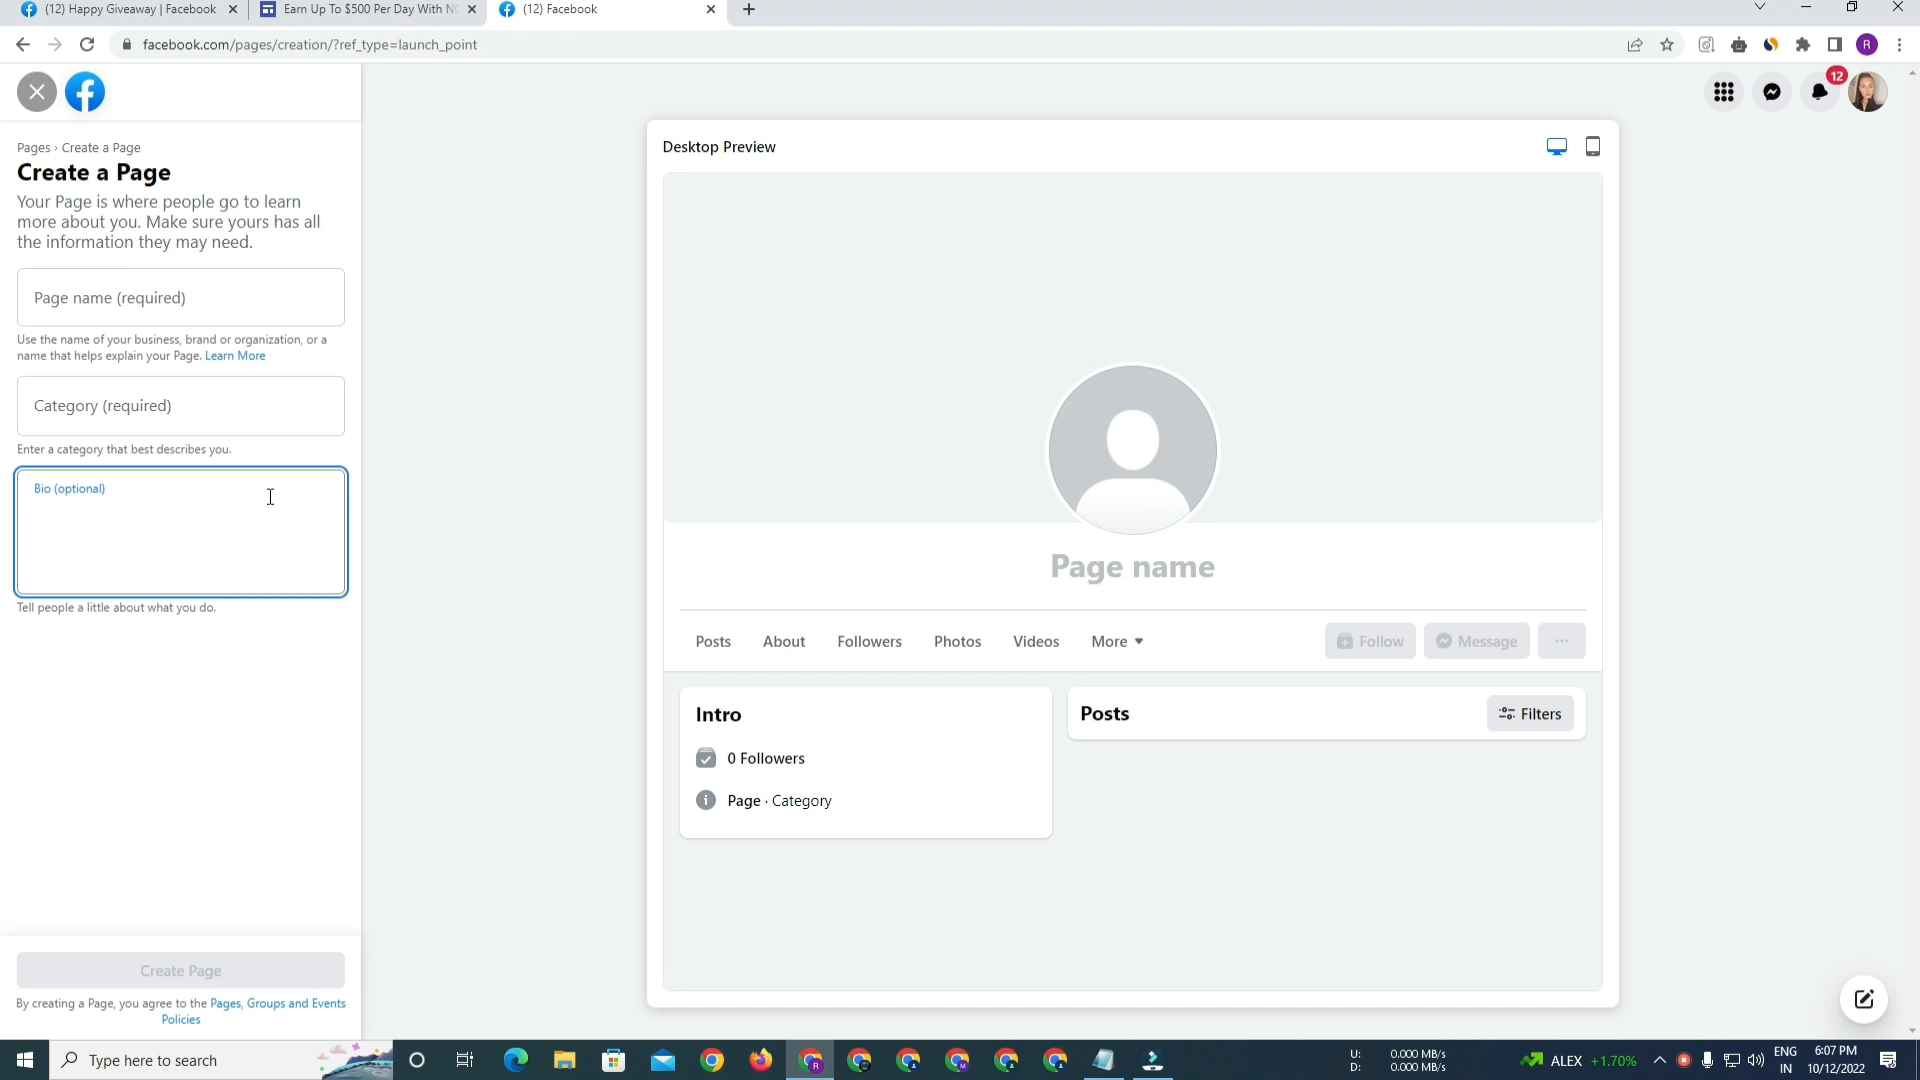 (12) Happy Giveaway | Facebook
Earn Up To $500 Per Day With N
(12) Facebook
facebook.com/pages/creation/?ref_type=launch_point
R
12
Pages › Create a Page
Create a Page
Your Page is where people go to learn
more about you. Make sure yours has all
the information they may need.
Page name (required)
Use the name of your business, brand or organization, or a
name that helps explain your Page. Learn More
Category (required)
Enter a category that best describes you.
Bio (optional)
Tell people a little about what you do.
Create Page
By creating a Page, you agree to the Pages, Groups and Events
Policies
Desktop Preview
Page name
Posts
About
Followers
Photos
Videos
More
Follow
Message
Intro
0 Followers
Page · Category
Posts
Filters
Type here to search
U: 0.000 MB/s
D: 0.000 MB/s
ALEX +1.70%
ENG
IN
6:07 PM
10/12/2022